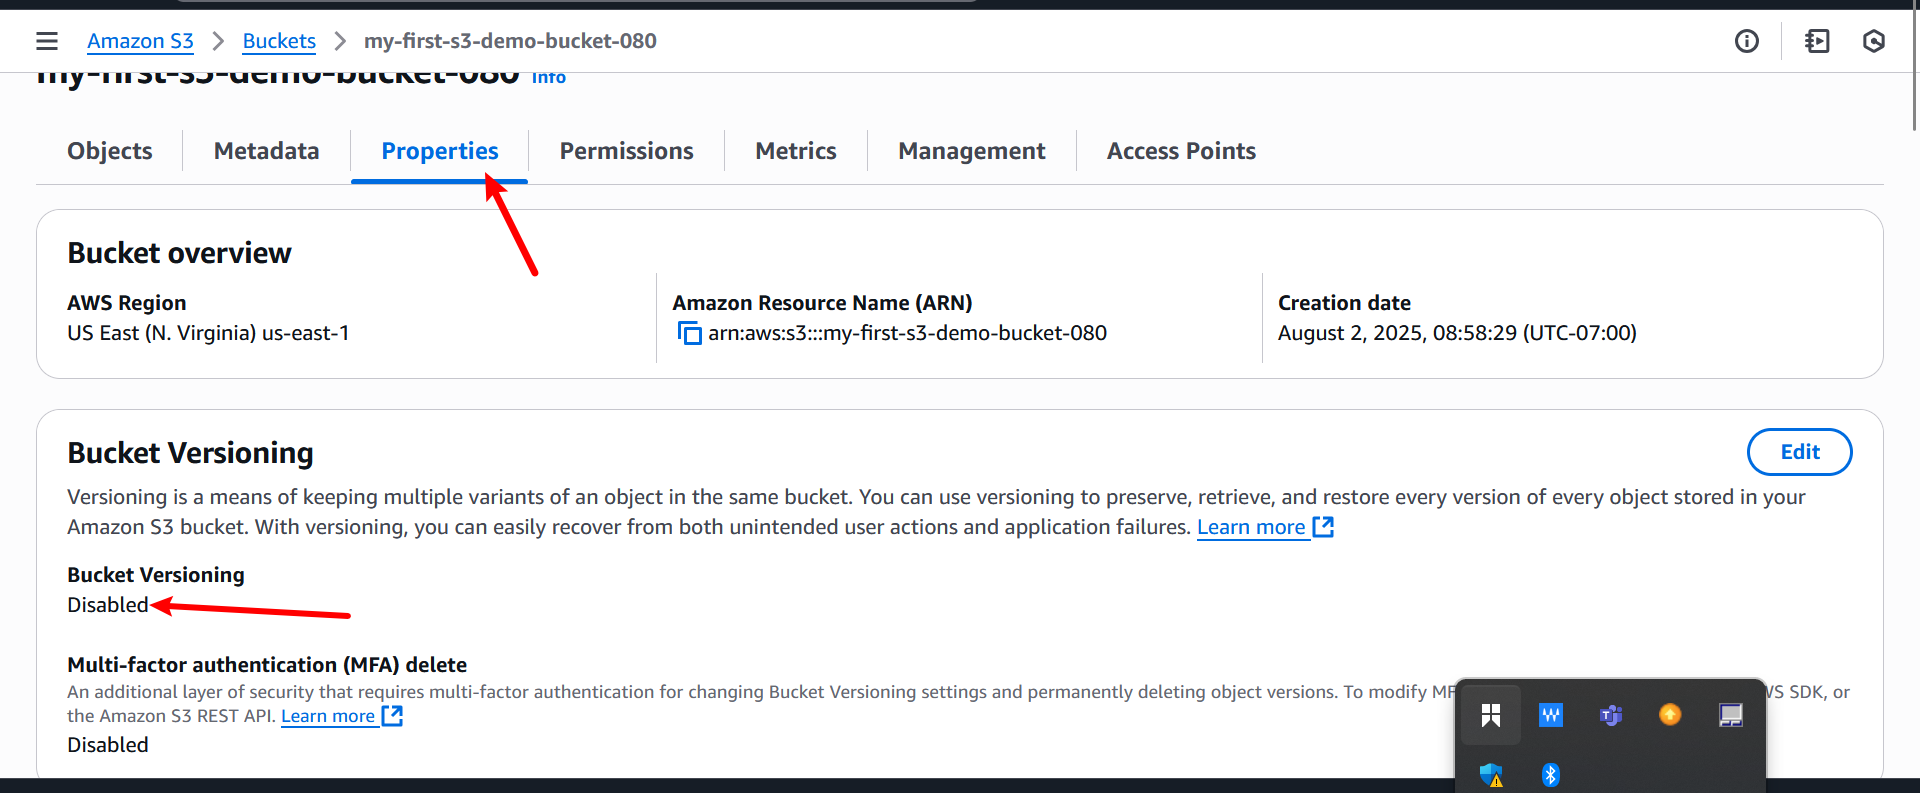 Amazon S3 > Buckets > my-first-s3-demo-bucket-080
my-first-s3-demo-bucket-080 Info
Objects Metadata Properties Permissions Metrics Management Access Points
Bucket overview
AWS Region
US East (N. Virginia) us-east-1
Amazon Resource Name (ARN)
arn:aws:s3:::my-first-s3-demo-bucket-080
Creation date
August 2, 2025, 08:58:29 (UTC-07:00)
Bucket Versioning
Edit
Versioning is a means of keeping multiple variants of an object in the same bucket. You can use versioning to preserve, retrieve, and restore every version of every object stored in your
Amazon S3 bucket. With versioning, you can easily recover from both unintended user actions and application failures. Learn more
Bucket Versioning
Disabled
Multi-factor authentication (MFA) delete
An additional layer of security that requires multi-factor authentication for changing Bucket Versioning settings and permanently deleting object versions. To modify SDK, or
the Amazon S3 REST API. Learn more
Disabled